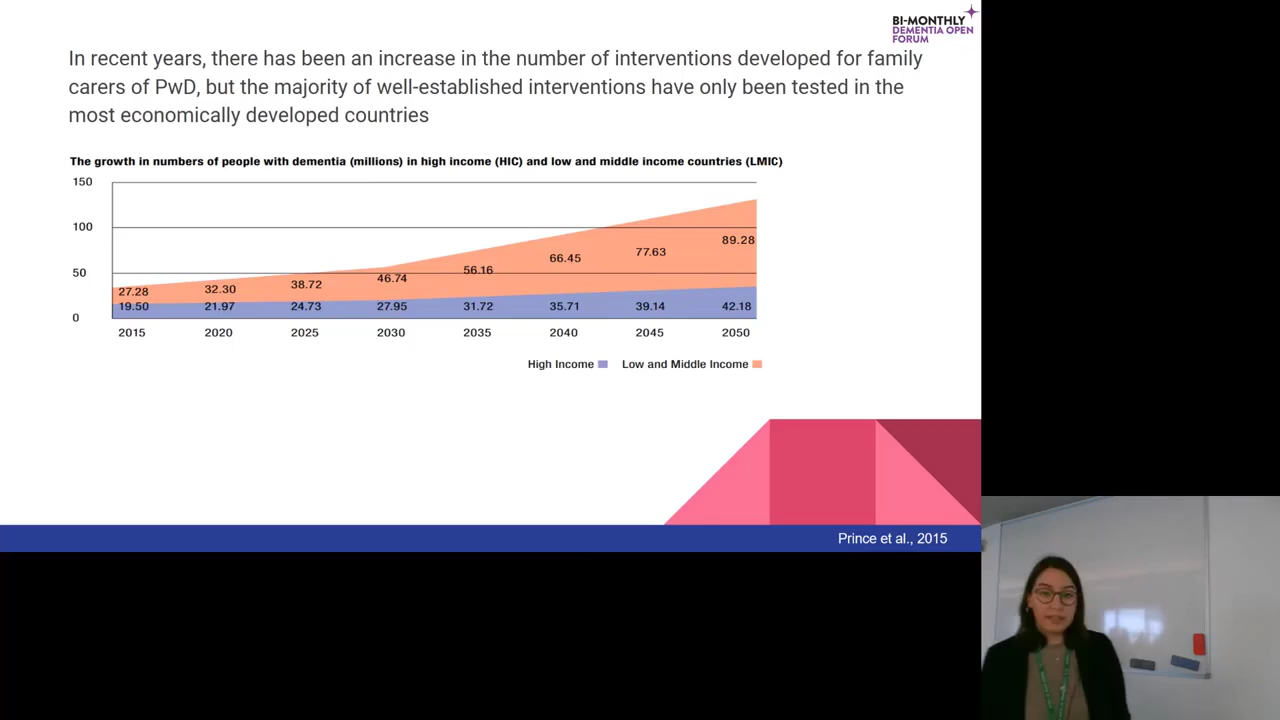 BI-MONTHLY
DEMENTIA OPEN
FORUM
In recent years, there has been an increase in the number of interventions developed for family
carers of PwD, but the majority of well-established interventions have only been tested in the
most economically developed countries
The growth in numbers of people with dementia (millions) in high income (HIC) and low and middle income countries (LMIC)
150
100
50
0
27.28 32.30 38.72 46.74 56.16 66.45 77.63 89.28
19.50 21.97 24.73 27.95 31.72 35.71 39.14 42.18
2015 2020 2025 2030 2035 2040 2045 2050
High Income Low and Middle Income
Prince et al., 2015